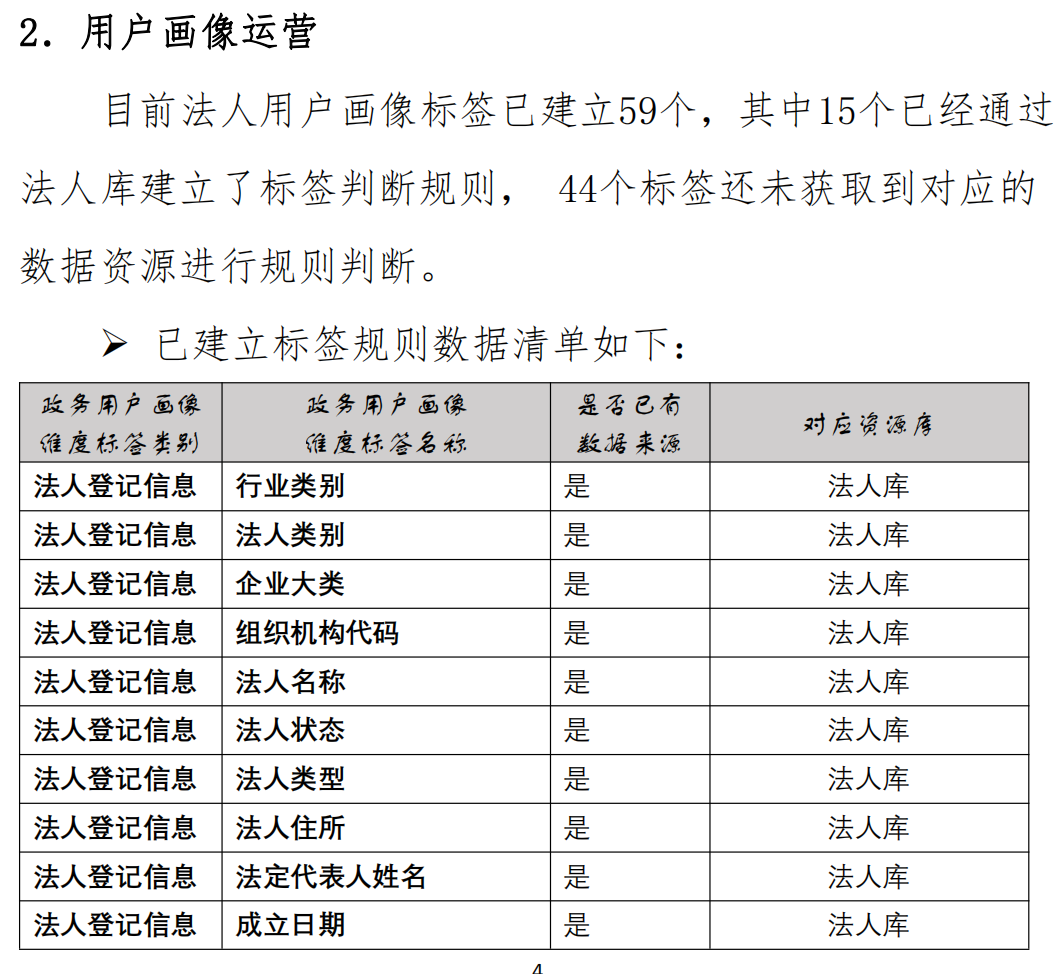 2. 用户画像运营
目前法人用户画像标签已建立59个，其中15个已经通过
法人库建立了标签判断规则， 44个标签还未获取到对应的
数据资源进行规则判断。
➢ 已建立标签规则数据清单如下：
政务用户画像 政务用户画像 是否已有 对应资源库
维度标签类别 维度标签名称 数据来源
法人登记信息 行业类别 是 法人库
法人登记信息 法人类别 是 法人库
法人登记信息 企业大类 是 法人库
法人登记信息 组织机构代码 是 法人库
法人登记信息 法人名称 是 法人库
法人登记信息 法人状态 是 法人库
法人登记信息 法人类型 是 法人库
法人登记信息 法人住所 是 法人库
法人登记信息 法定代表人姓名 是 法人库
法人登记信息 成立日期 是 法人库
4